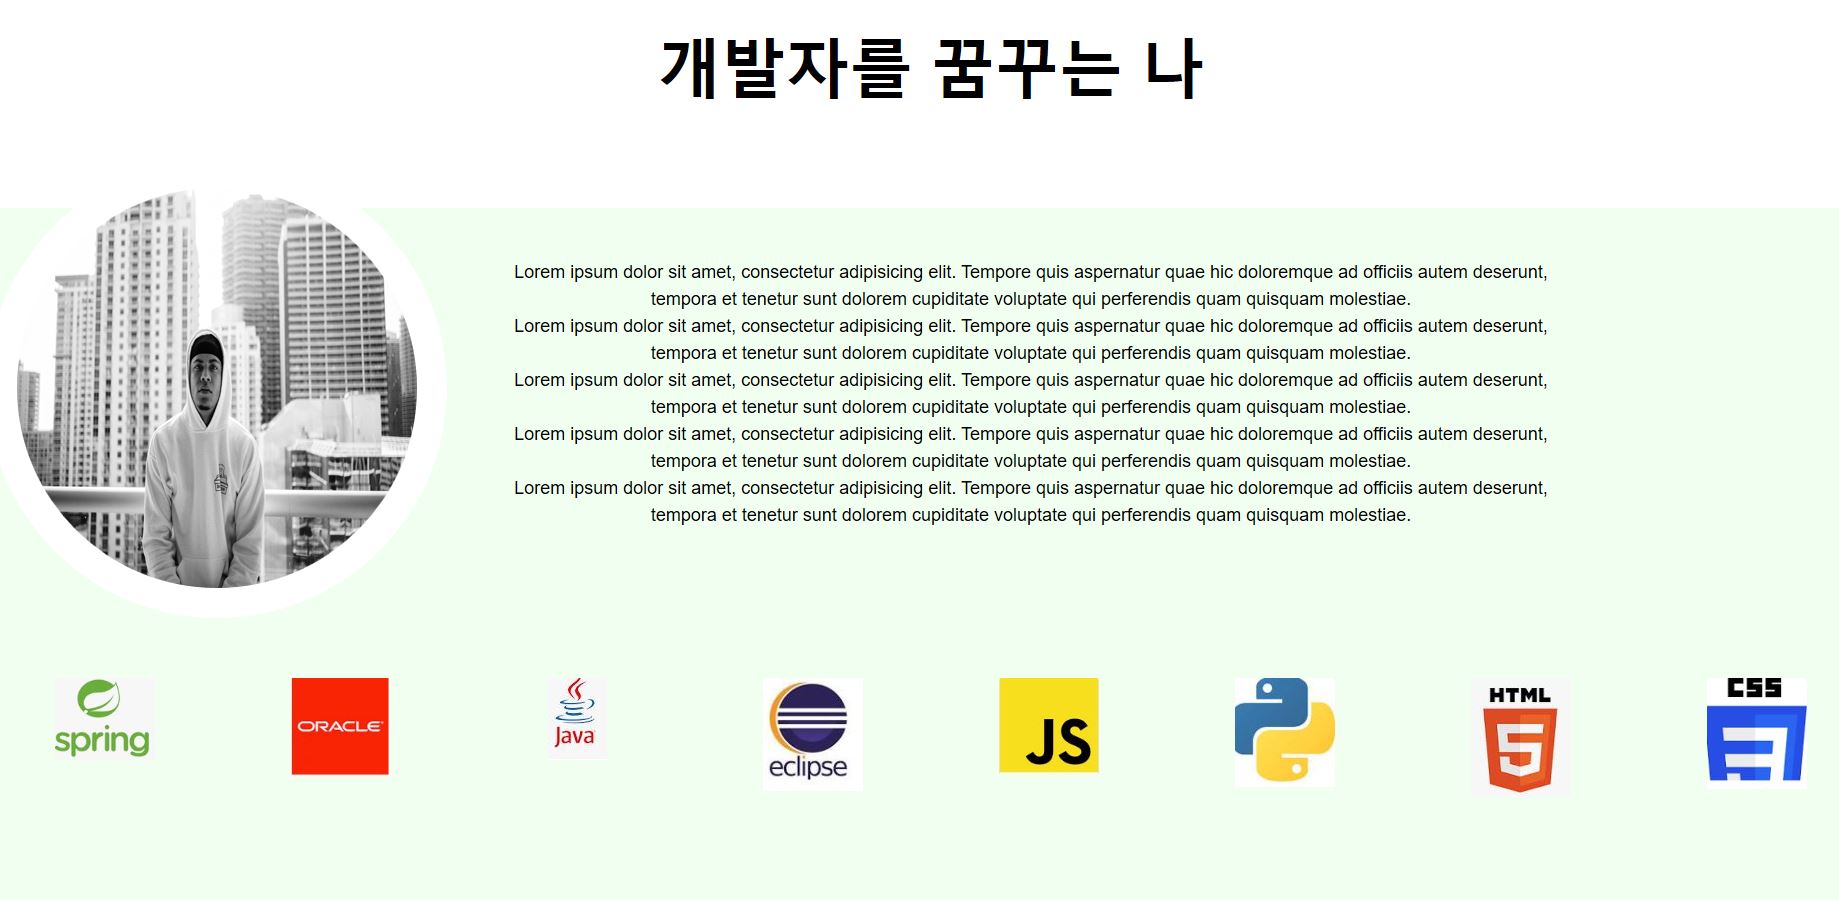 개발자를 꿈꾸는 나
Lorem ipsum dolor sit amet, consectetur adipisicing elit. Tempore quis aspernatur quae hic doloremque ad officiis autem deserunt,
tempora et tenetur sunt dolorem cupiditate voluptate qui perferendis quam quisquam molestiae.
Lorem ipsum dolor sit amet, consectetur adipisicing elit. Tempore quis aspernatur quae hic doloremque ad officiis autem deserunt,
tempora et tenetur sunt dolorem cupiditate voluptate qui perferendis quam quisquam molestiae.
Lorem ipsum dolor sit amet, consectetur adipisicing elit. Tempore quis aspernatur quae hic doloremque ad officiis autem deserunt,
tempora et tenetur sunt dolorem cupiditate voluptate qui perferendis quam quisquam molestiae.
Lorem ipsum dolor sit amet, consectetur adipisicing elit. Tempore quis aspernatur quae hic doloremque ad officiis autem deserunt,
tempora et tenetur sunt dolorem cupiditate voluptate qui perferendis quam quisquam molestiae.
Lorem ipsum dolor sit amet, consectetur adipisicing elit. Tempore quis aspernatur quae hic doloremque ad officiis autem deserunt,
tempora et tenetur sunt dolorem cupiditate voluptate qui perferendis quam quisquam molestiae.
spring
ORACLE
Java
eclipse
JS
HTML
5
CSS
3